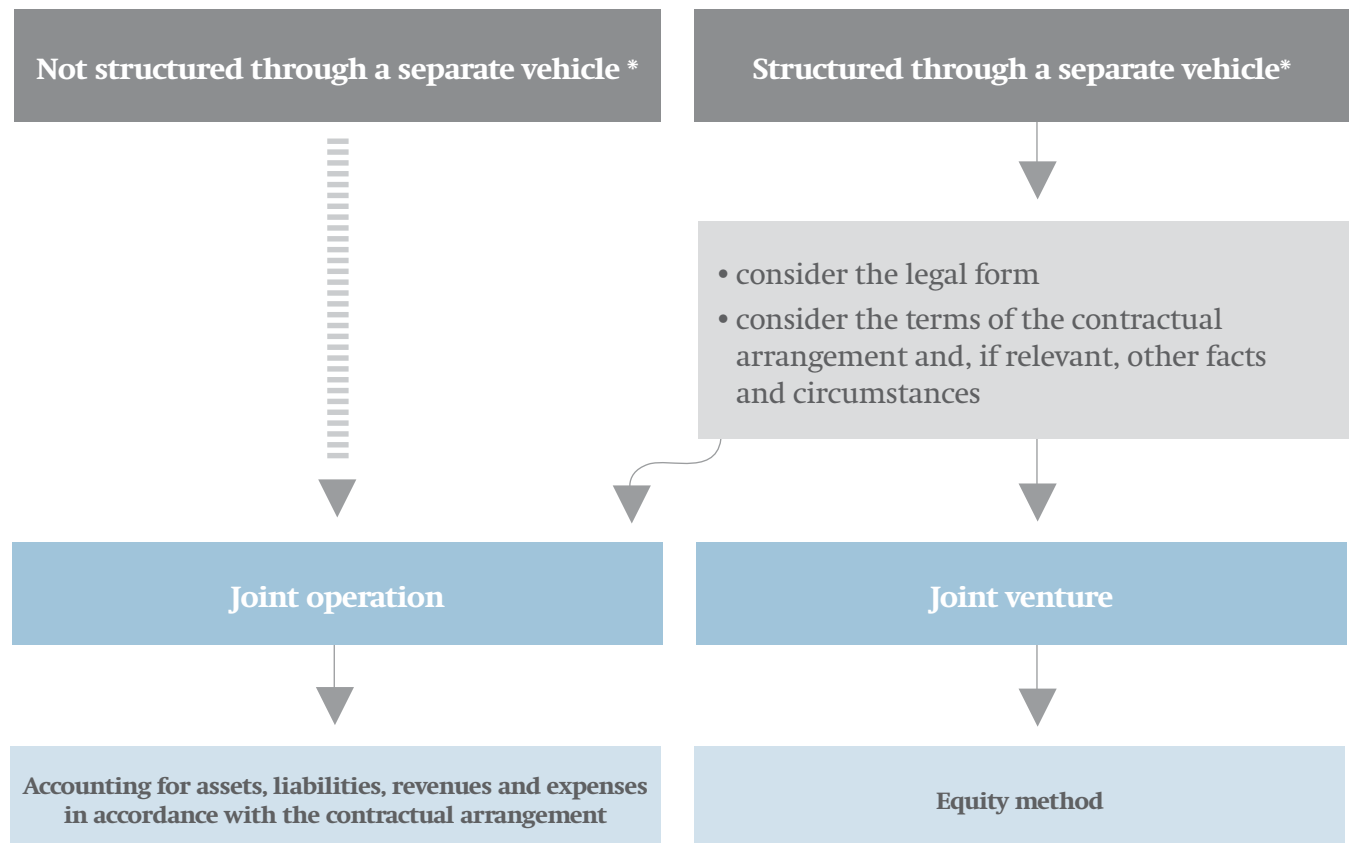 Not structured through a separate vehicle *
Structured through a separate vehicle*
• consider the legal form
• consider the terms of the contractual
arrangement and, if relevant, other facts
and circumstances
Joint operation
Joint venture
Accounting for assets, liabilities, revenues and expenses
in accordance with the contractual arrangement
Equity method